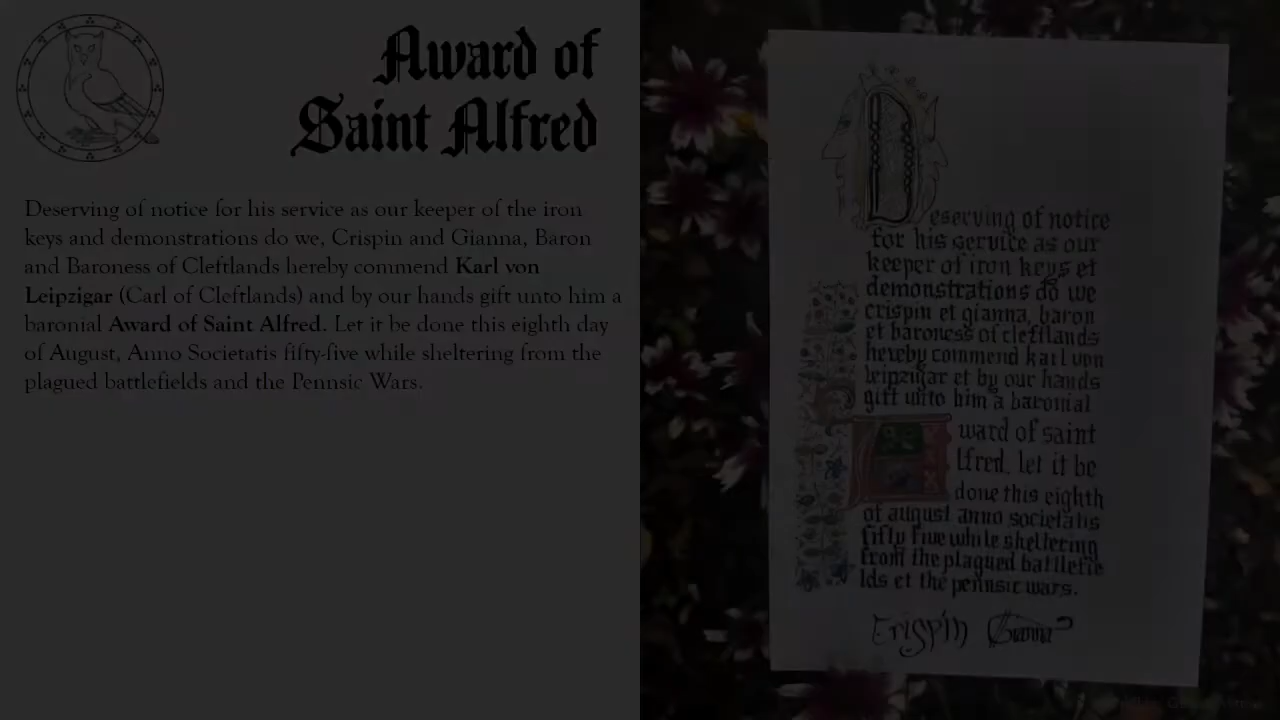 Award of
Saint Alfred
Deserving of notice for his service as our keeper of the iron
keys and demonstrations do we, Crispin and Gianna, Baron
and Baroness of Cleftlands hereby commend Karl von
Leipzigar (Carl of Cleftlands) and by our hands gift unto him a
baronial Award of Saint Alfred. Let it be done this eighth day
of August, Anno Societatis fifty-five while sheltering from the
plagued battlefields and the Pennsic Wars.
Deserving of notice
for his service as our
keeper of iron keys et
demonstrations do we
crispin et gianna, baron
et baroness of cleftlands
hereby commend karl von
leipzigar et by our hands
gift unto him a baronial
Award of saint
Alfred, let it be
done this eighth
of august anno societatis
fifty five while sheltering
from the plagued battlefie
lds et the pennsic wars.
Crispin Gianna